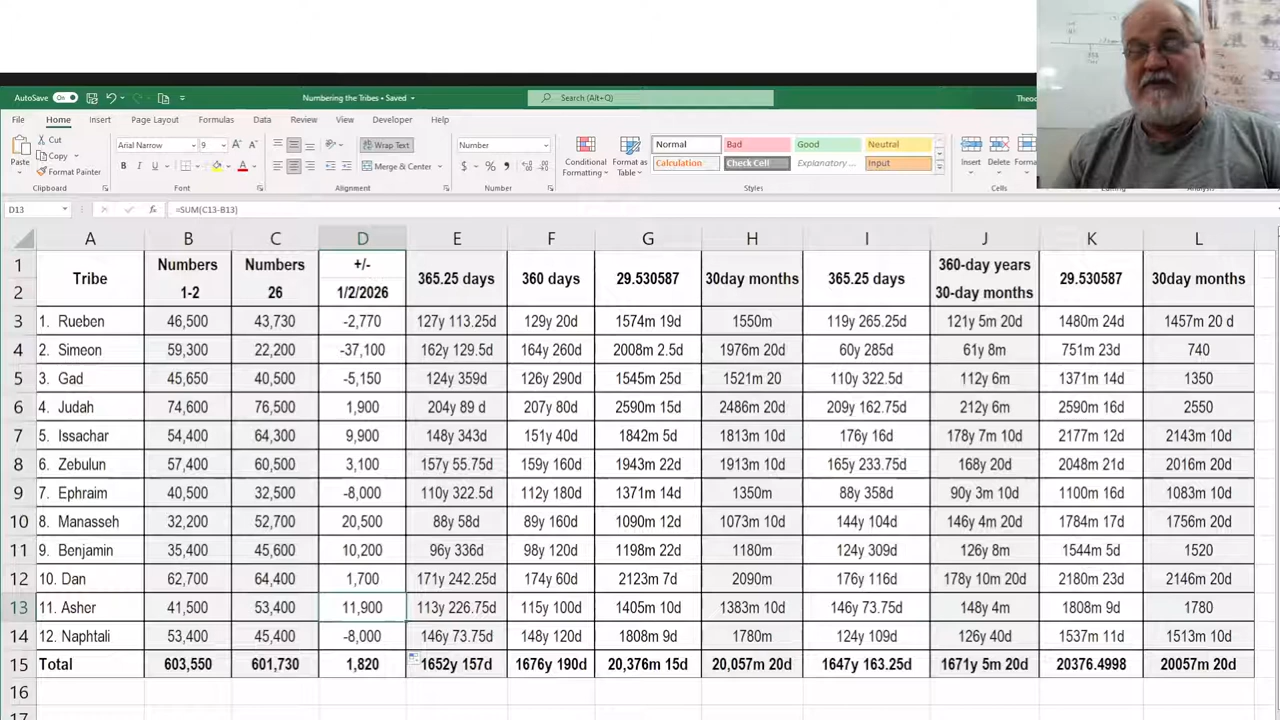 AutoSave On Numbering the Tribes • Saved Search (Alt+Q)
File Home Insert Page Layout Formulas Data Review View Developer Help
Paste Cut Arial Narrow 9 Wrap Text Number Conditional Format as Normal Bad Good Neutral Insert Delete
Copy Formatting Table Calculation Check Cell Explanatory ... Input
Format Painter Merge & Center
Clipboard Font Alignment Number Styles Cells
D13 =SUM(C13-B13)
A B C D E F G H I J K L
1 Tribe Numbers Numbers +/- 365.25 days 360 days 29.530587 30day months 365.25 days 360-day years 29.530587 30day months
2 1-2 26 1/2/2026 30-day months
3 1. Rueben 46,500 43,730 -2,770 127y 113.25d 129y 20d 1574m 19d 1550m 119y 265.25d 121y 5m 20d 1480m 24d 1457m 20 d
4 2. Simeon 59,300 22,200 -37,100 162y 129.5d 164y 260d 2008m 2.5d 1976m 20d 60y 285d 61y 8m 751m 23d 740
5 3. Gad 45,650 40,500 -5,150 124y 359d 126y 290d 1545m 25d 1521m 20 110y 322.5d 112y 6m 1371m 14d 1350
6 4. Judah 74,600 76,500 1,900 204y 89 d 207y 80d 2590m 15d 2486m 20d 209y 162.75d 212y 6m 2590m 16d 2550
7 5. Issachar 54,400 64,300 9,900 148y 343d 151y 40d 1842m 5d 1813m 10d 176y 16d 178y 7m 10d 2177m 12d 2143m 10d
8 6. Zebulun 57,400 60,500 3,100 157y 55.75d 159y 160d 1943m 22d 1913m 10d 165y 233.75d 168y 20d 2048m 21d 2016m 20d
9 7. Ephraim 40,500 32,500 -8,000 110y 322.5d 112y 180d 1371m 14d 1350m 88y 358d 90y 3m 10d 1100m 16d 1083m 10d
10 8. Manasseh 32,200 52,700 20,500 88y 58d 89y 160d 1090m 12d 1073m 10d 144y 104d 146y 4m 20d 1784m 17d 1756m 20d
11 9. Benjamin 35,400 45,600 10,200 96y 336d 98y 120d 1198m 22d 1180m 124y 309d 126y 8m 1544m 5d 1520
12 10. Dan 62,700 64,400 1,700 171y 242.25d 174y 60d 2123m 7d 2090m 176y 116d 178y 10m 20d 2180m 23d 2146m 20d
13 11. Asher 41,500 53,400 11,900 113y 226.75d 115y 100d 1405m 10d 1383m 10d 146y 73.75d 148y 4m 1808m 9d 1780
14 12. Naphtali 53,400 45,400 -8,000 146y 73.75d 148y 120d 1808m 9d 1780m 124y 109d 126y 40d 1537m 11d 1513m 10d
15 Total 603,550 601,730 1,820 1652y 157d 1676y 190d 20,376m 15d 20,057m 20d 1647y 163.25d 1671y 5m 20d 20376.4998 20057m 20d
16